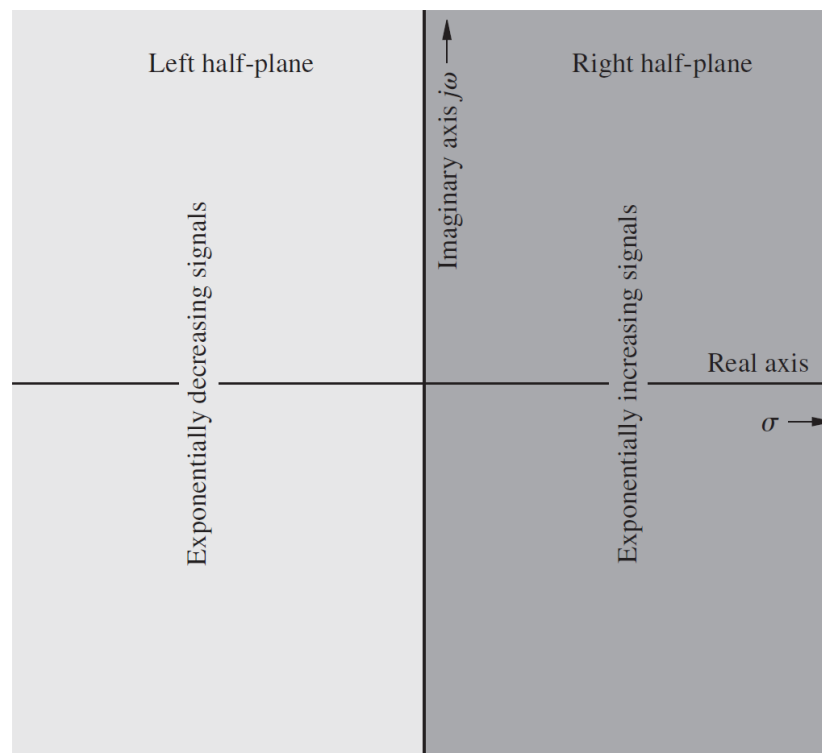 Left half-plane
Right half-plane
Imaginary axis jω
Exponentially decreasing signals
Exponentially increasing signals
Real axis
σ